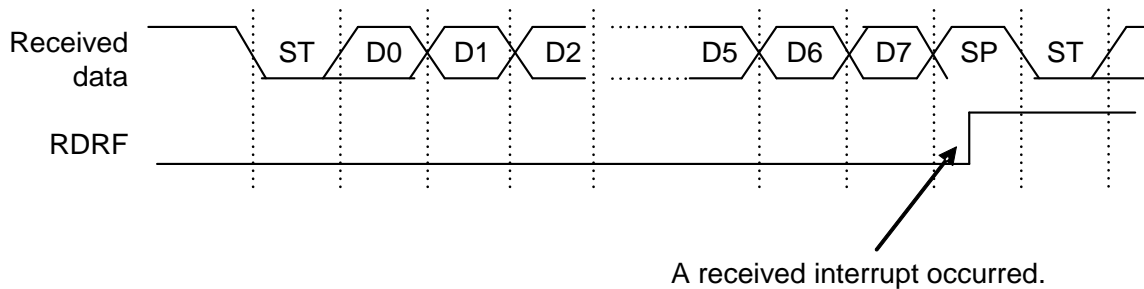 Received data
ST D0 D1 D2 D5 D6 D7 SP ST
RDRF
A received interrupt occurred.